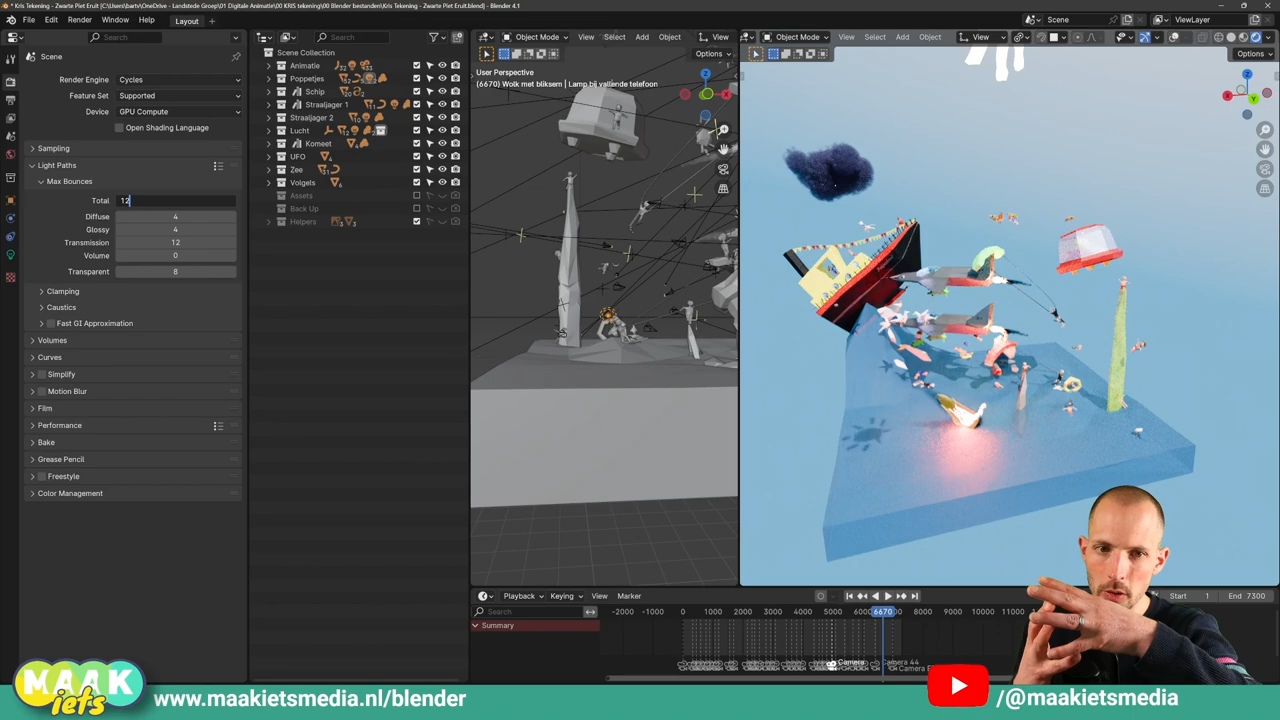 * Kris Tekening - Zwarte Piet Eruit [C:\Users\bartv\OneDrive - Landstede Groep\01 Digitale Animatie\00 KRIS tekening\00 Blender bestanden\Kris Tekening - Zwarte Piet Eruit.blend] - Blender 4.1
File Edit Render Window Help Layout Scene ViewLayer
Search Search Object Mode View Select Add Object View Object Mode View Select Add Object View
Options Options
Scene
Render Engine Cycles
Feature Set Supported
Device GPU Compute
Open Shading Language
Sampling
Light Paths
Max Bounces
Total 12
Diffuse 4
Glossy 4
Transmission 12
Volume 0
Transparent 8
Clamping
Caustics
Fast GI Approximation
Volumes
Curves
Simplify
Motion Blur
Film
Performance
Bake
Grease Pencil
Freestyle
Color Management
Scene Collection
Animatie
Poppetjes
Schip
Straaljager 1
Straaljager 2
Lucht
Komeet
UFO
Zee
Volgels
Assets
Back Up
Helpers
User Perspective
(6670) Wolk met bliksem | Lamp bij vallende telefoon
Playback Keying View Marker Start 1 End 7300
Search -2000 -1000 0 1000 2000 3000 4000 5000 6670 8000 9000 10000 11000
Summary
Camera Camera 44
MAAK
iets
www.maakietsmedia.nl/blender
/@maakietsmedia